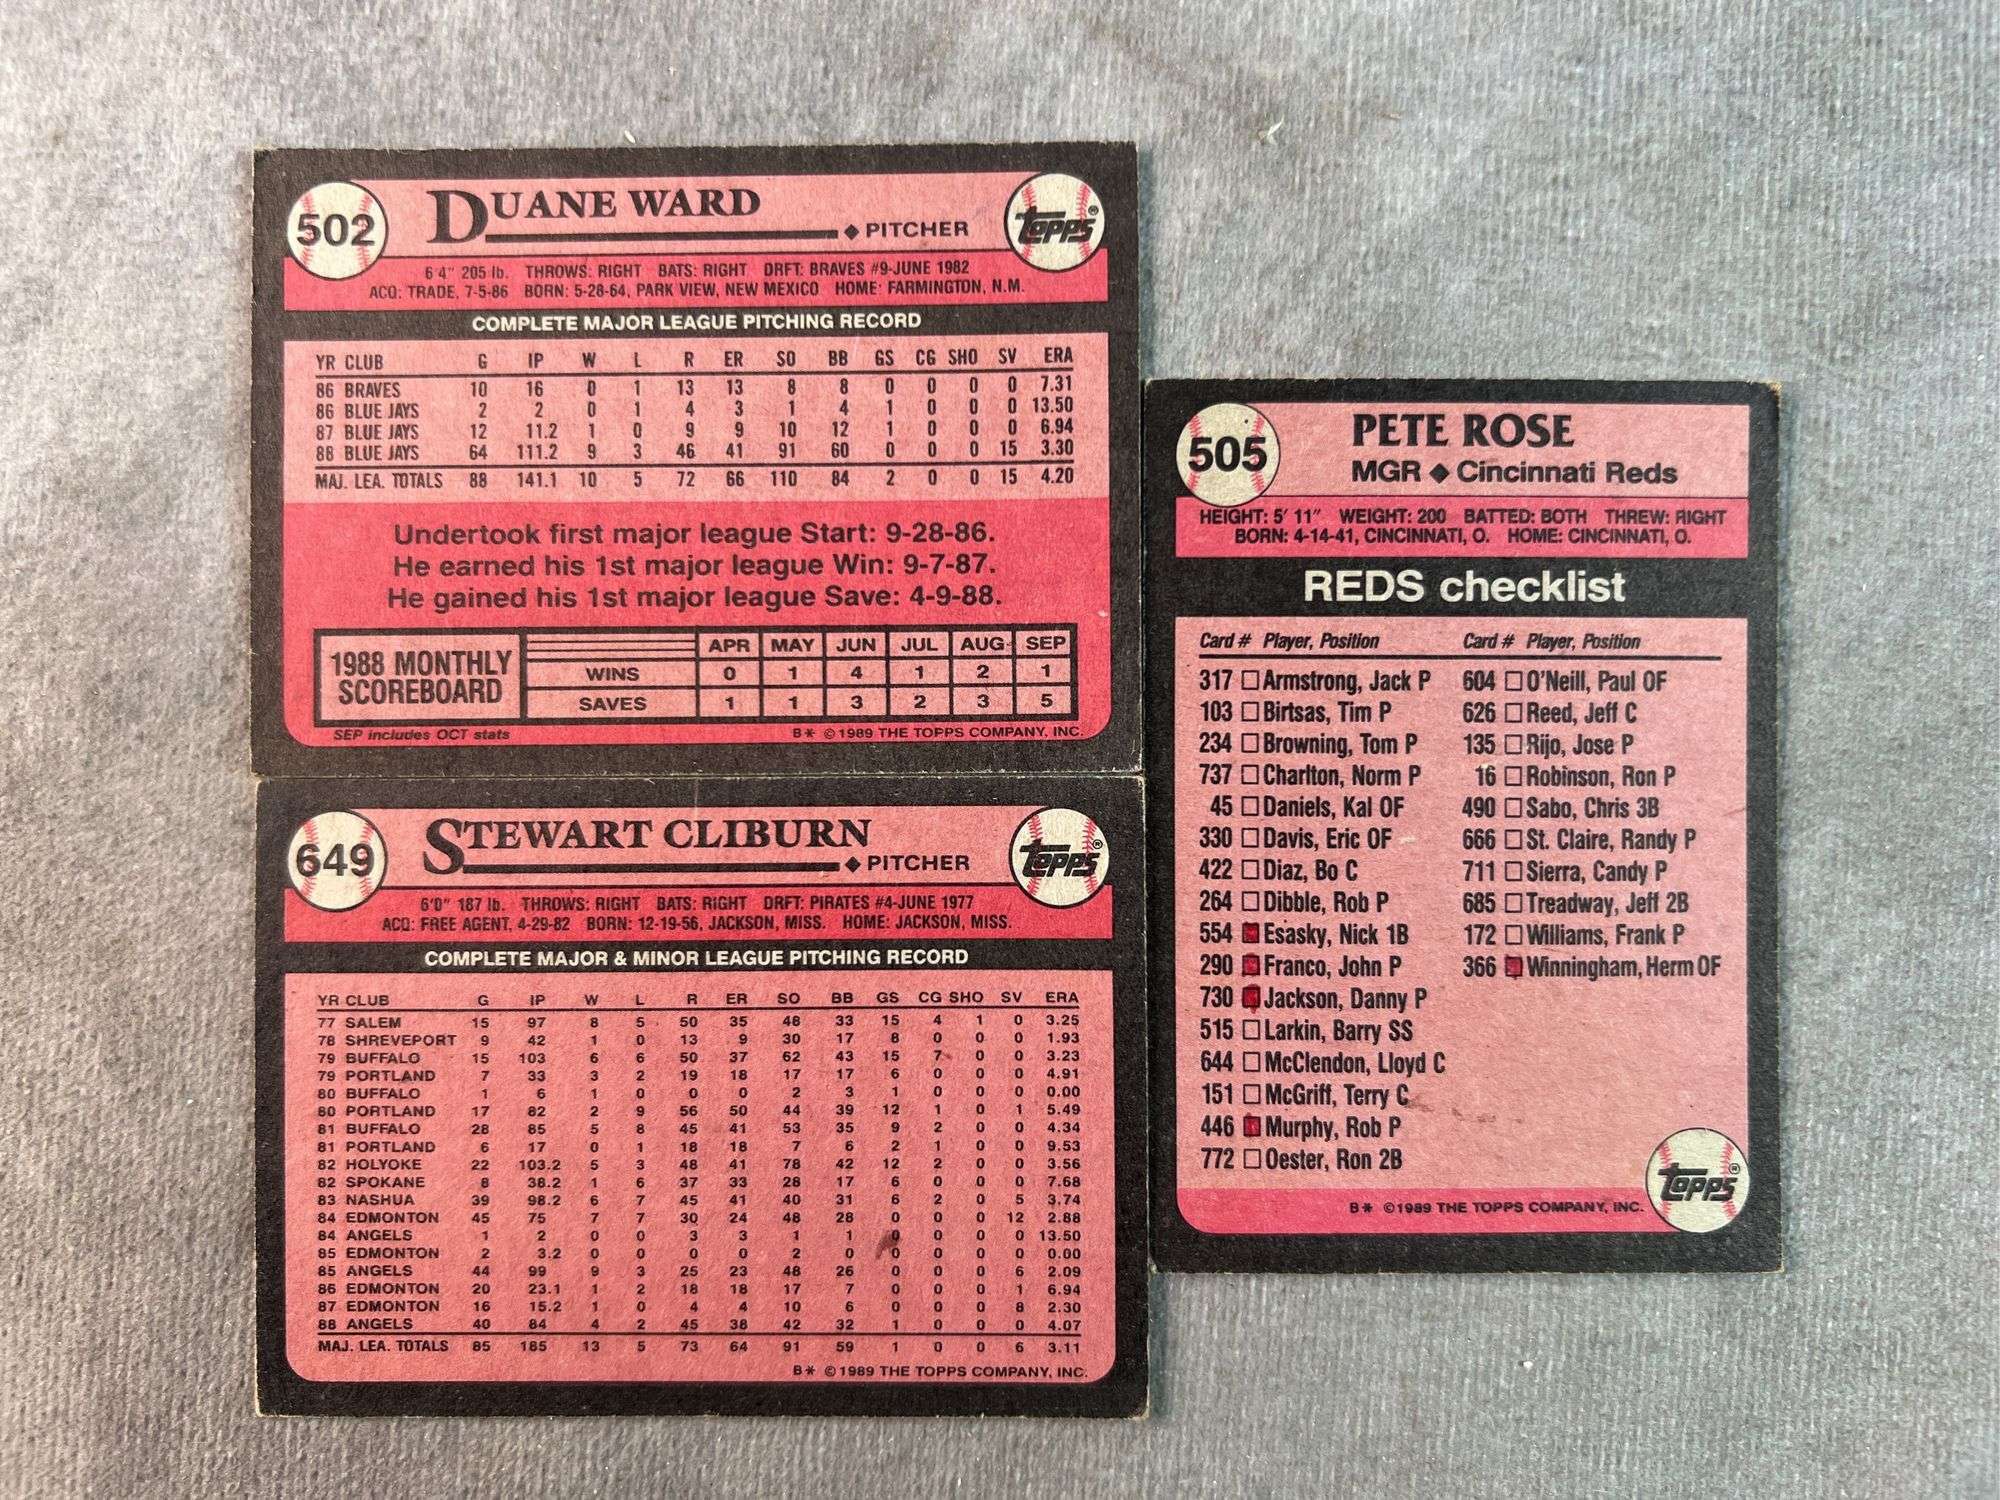 502
DUANE WARD
◆ PITCHER
Topps®
6'4" 205 lb. THROWS: RIGHT BATS: RIGHT DRFT: BRAVES #9-JUNE 1982
ACQ: TRADE, 7-5-86 BORN: 5-28-64, PARK VIEW, NEW MEXICO HOME: FARMINGTON, N.M.
COMPLETE MAJOR LEAGUE PITCHING RECORD
YR CLUB G IP W L R ER SO BB GS CG SHO SV ERA
86 BRAVES 10 16 0 1 13 13 8 8 0 0 0 0 7.31
86 BLUE JAYS 2 2 0 1 4 3 1 4 1 0 0 0 13.50
87 BLUE JAYS 12 11.2 1 0 9 9 10 12 1 0 0 0 6.94
88 BLUE JAYS 64 111.2 9 3 46 41 91 60 0 0 0 15 3.30
MAJ. LEA. TOTALS 88 141.1 10 5 72 66 110 84 2 0 0 15 4.20
Undertook first major league Start: 9-28-86.
He earned his 1st major league Win: 9-7-87.
He gained his 1st major league Save: 4-9-88.
1988 MONTHLY
SCOREBOARD
APR MAY JUN JUL AUG SEP
WINS 0 1 4 1 2 1
SAVES 1 1 3 2 3 5
SEP includes OCT stats
B* ©1989 THE TOPPS COMPANY, INC.
649
STEWART CLIBURN
◆ PITCHER
Topps®
6'0" 187 lb. THROWS: RIGHT BATS: RIGHT DRFT: PIRATES #4-JUNE 1977
ACQ: FREE AGENT, 4-29-82 BORN: 12-19-56, JACKSON, MISS. HOME: JACKSON, MISS.
COMPLETE MAJOR & MINOR LEAGUE PITCHING RECORD
YR CLUB G IP W L R ER SO BB GS CG SHO SV ERA
77 SALEM 15 97 8 5 50 35 48 33 15 4 1 0 3.25
78 SHREVEPORT 9 42 1 0 13 9 30 17 8 0 0 0 1.93
79 BUFFALO 15 103 6 6 50 37 62 43 15 7 0 0 3.23
79 PORTLAND 7 33 3 2 19 18 17 17 6 0 0 0 4.91
80 BUFFALO 1 6 1 0 0 0 2 3 1 0 0 0 0.00
80 PORTLAND 17 82 2 9 56 50 44 39 12 1 0 1 5.49
81 BUFFALO 28 85 5 8 45 41 53 35 9 2 0 0 4.34
81 PORTLAND 6 17 0 1 18 18 7 6 2 1 0 0 9.53
82 HOLYOKE 22 103.2 5 3 48 41 78 42 12 2 0 0 3.56
82 SPOKANE 8 38.2 1 6 37 33 28 17 6 0 0 0 7.68
83 NASHUA 39 98.2 6 7 45 41 40 31 6 2 0 5 3.74
84 EDMONTON 45 75 7 7 30 24 48 28 0 0 0 12 2.88
84 ANGELS 1 2 0 0 3 3 1 1 0 0 0 0 13.50
85 EDMONTON 2 3.2 0 0 0 0 2 0 0 0 0 0 0.00
85 ANGELS 44 99 9 3 25 23 48 26 0 0 0 6 2.09
86 EDMONTON 20 23.1 1 2 18 18 17 7 0 0 0 1 6.94
87 EDMONTON 16 15.2 1 0 4 4 10 6 0 0 0 8 2.30
88 ANGELS 40 84 4 2 45 38 42 32 1 0 0 0 4.07
MAJ. LEA. TOTALS 85 185 13 5 73 64 91 59 1 0 0 6 3.11
B* ©1989 THE TOPPS COMPANY, INC.
505
PETE ROSE
MGR ◆ Cincinnati Reds
HEIGHT: 5' 11" WEIGHT: 200 BATTED: BOTH THREW: RIGHT
BORN: 4-14-41, CINCINNATI, O. HOME: CINCINNATI, O.
REDS checklist
Card # Player, Position Card # Player, Position
317 □ Armstrong, Jack P 604 □ O'Neill, Paul OF
103 □ Birtsas, Tim P 626 □ Reed, Jeff C
234 □ Browning, Tom P 135 □ Rijo, Jose P
737 □ Charlton, Norm P 16 □ Robinson, Ron P
45 □ Daniels, Kal OF 490 □ Sabo, Chris 3B
330 □ Davis, Eric OF 666 □ St. Claire, Randy P
422 □ Diaz, Bo C 711 □ Sierra, Candy P
264 □ Dibble, Rob P 685 □ Treadway, Jeff 2B
554 ■ Esasky, Nick 1B 172 □ Williams, Frank P
290 ■ Franco, John P 366 ■ Winningham, Herm OF
730 ■ Jackson, Danny P
515 □ Larkin, Barry SS
644 □ McClendon, Lloyd C
151 □ McGriff, Terry C
446 ■ Murphy, Rob P
772 □ Oester, Ron 2B
Topps®
B* ©1989 THE TOPPS COMPANY, INC.